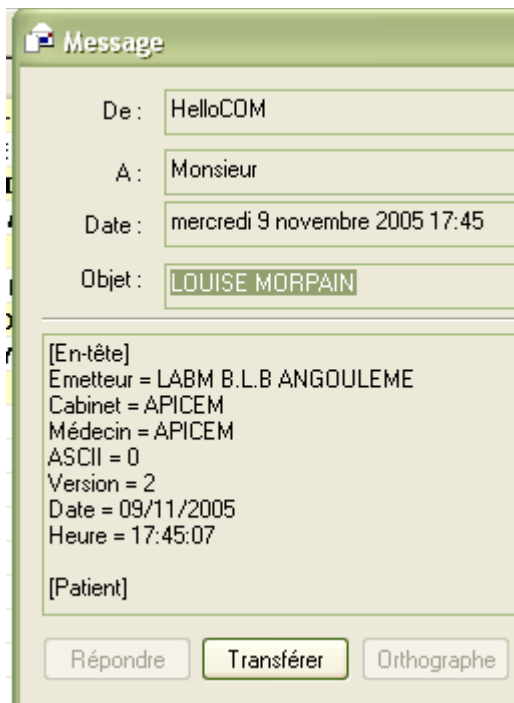 Message
De : HelloCOM
A : Monsieur
Date : mercredi 9 novembre 2005 17:45
Objet : LOUISE MORPAIN
[En-tête]
Emetteur = LABM B.L.B ANGOULEME
Cabinet = APICEM
Médecin = APICEM
ASCII = 0
Version = 2
Date = 09/11/2005
Heure = 17:45:07
[Patient]
Répondre Transférer Orthographe